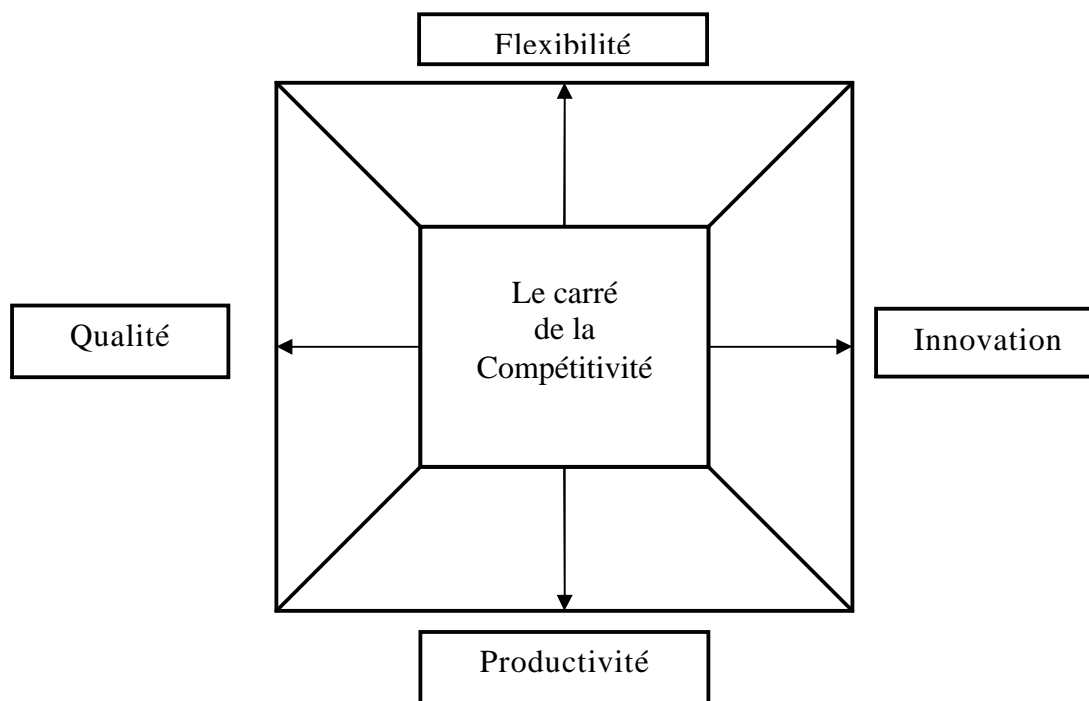 Flexibilité
Le carré
de la
Compétitivité
Qualité
Innovation
Productivité